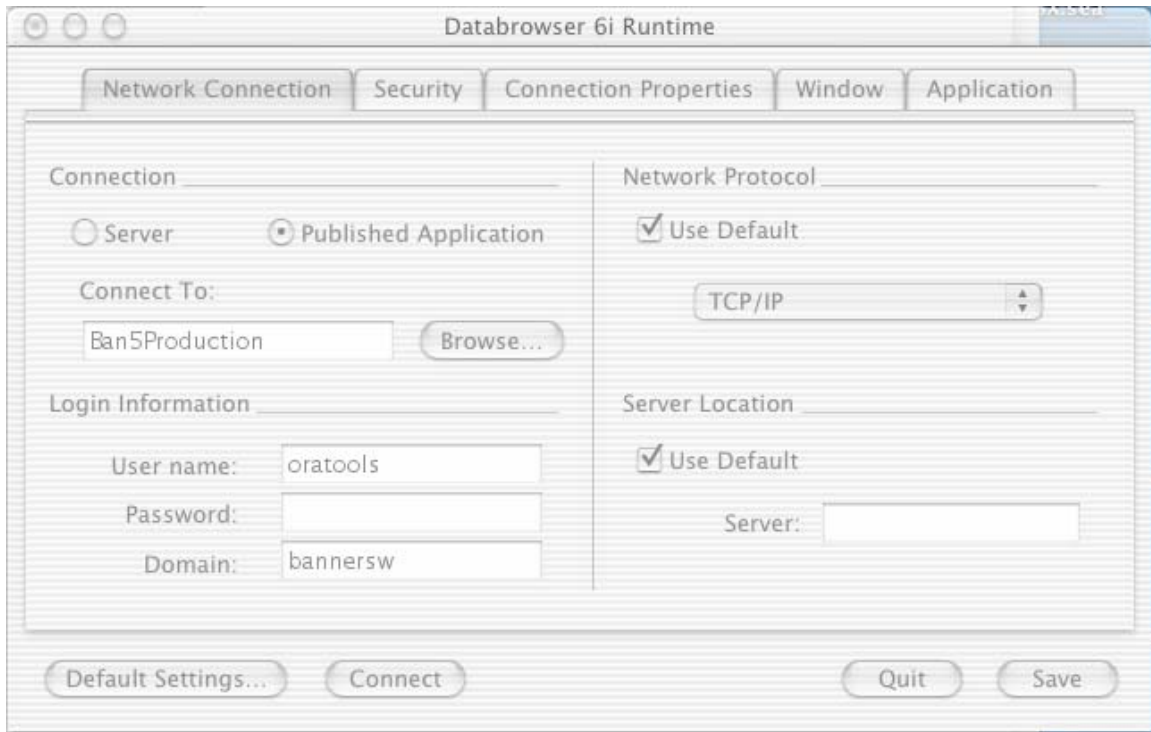 Databrowser 6i Runtime
x.sea
Network Connection Security Connection Properties Window Application
Connection
Server Published Application
Connect To:
Ban5Production Browse...
Login Information
User name: oratools
Password:
Domain: bannersw
Network Protocol
Use Default
TCP/IP
Server Location
Use Default
Server:
Default Settings... Connect Quit Save